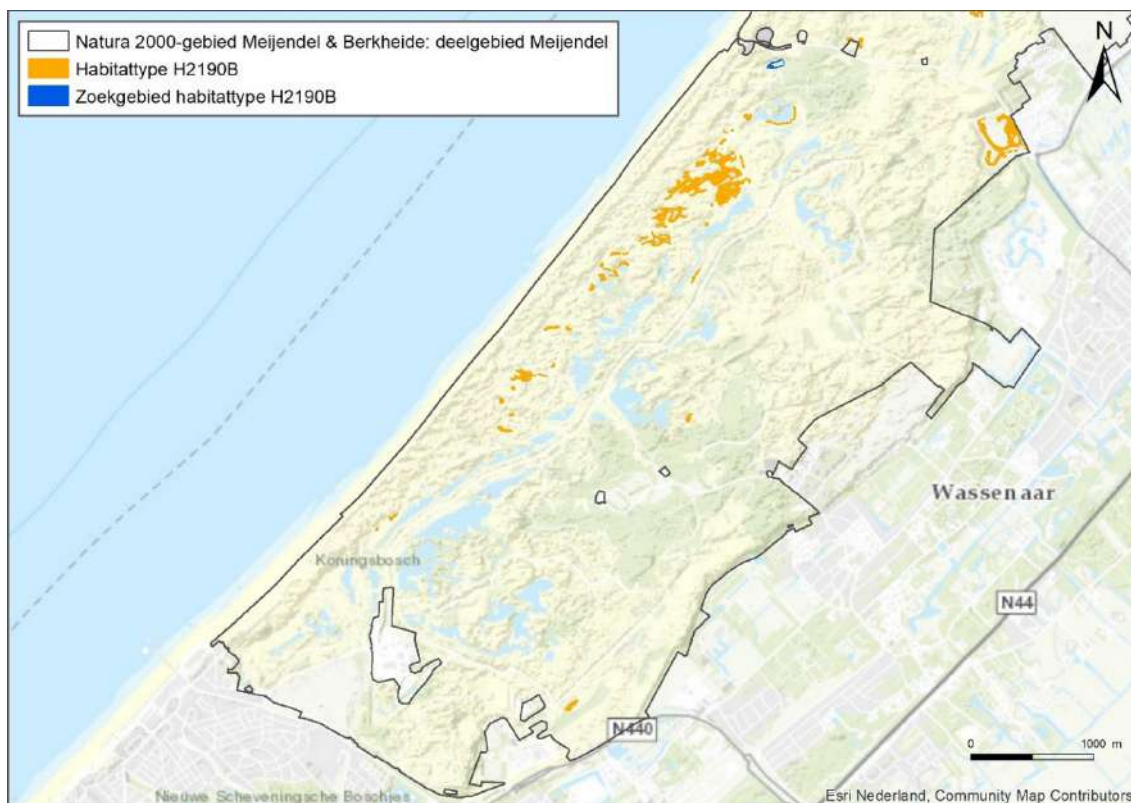 Natura 2000-gebied Meijendel & Berkheide: deelgebied Meijendel
Habitattype H2190B
Zoekgebied habitattype H2190B
N
Wassenaar
Koningsbosch
N44
N440
0 1000 m
Nieuwe Scheveningsche Boschjes
Esri Nederland, Community Map Contributors